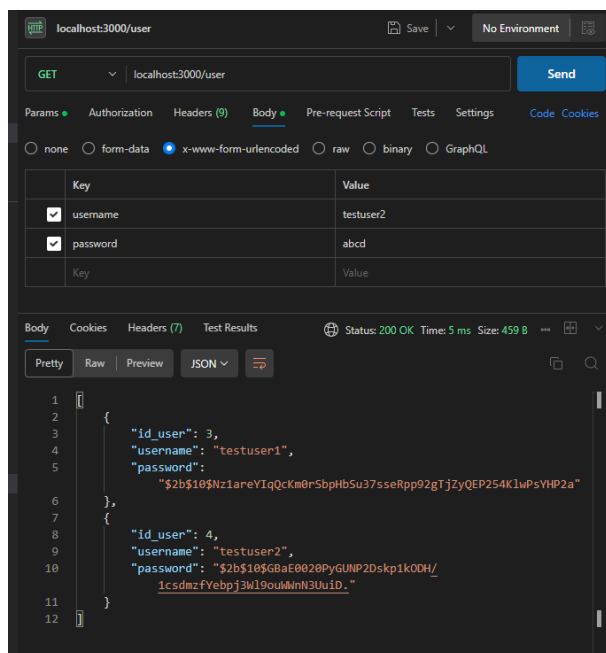 HTTP localhost:3000/user Save No Environment
GET localhost:3000/user Send
Params Authorization Headers (9) Body Pre-request Script Tests Settings Code Cookies
none form-data x-www-form-urlencoded raw binary GraphQL
Key Value
username testuser2
password abcd
Key Value
Body Cookies Headers (7) Test Results Status: 200 OK Time: 5 ms Size: 459 B
Pretty Raw Preview JSON
1 [
2 {
3 "id_user": 3,
4 "username": "testuser1",
5 "password":
"$2b$10$Nz1areYIqQcKm0rSbpHbSu37sseRpp92gTjZyQEP254KlwPsYHP2a"
6 },
7 {
8 "id_user": 4,
9 "username": "testuser2",
10 "password": "$2b$10$GBaE0020PyGUNP2Dskp1kODH/
1csdmzfYebpj3Wl9ouWWnN3UuiD."
11 }
12 ]